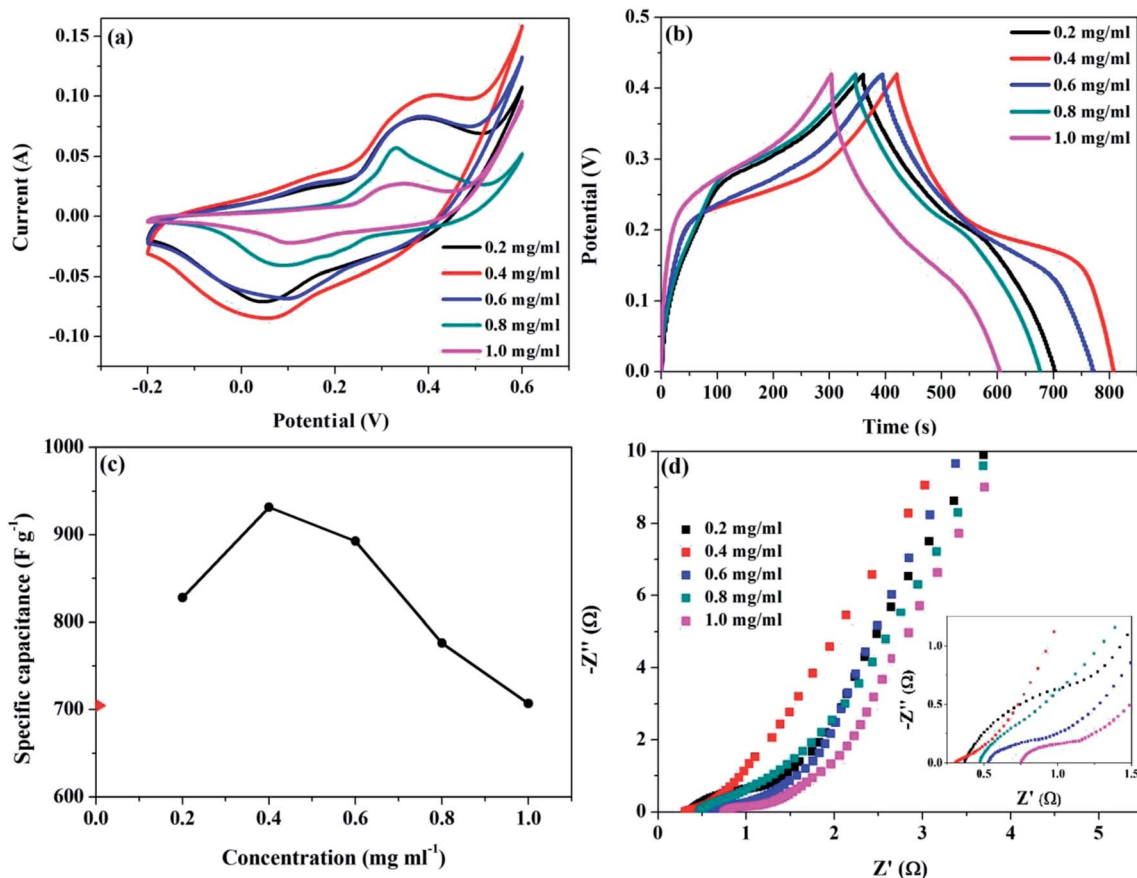 (a)
0.15
0.10
0.05
0.00
-0.05
-0.10
Current (A)
0.2 mg/ml
0.4 mg/ml
0.6 mg/ml
0.8 mg/ml
1.0 mg/ml
-0.2 0.0 0.2 0.4 0.6
Potential (V)
(b)
0.5
0.4
0.3
0.2
0.1
0.0
Potential (V)
0.2 mg/ml
0.4 mg/ml
0.6 mg/ml
0.8 mg/ml
1.0 mg/ml
0 100 200 300 400 500 600 700 800
Time (s)
(c)
1000
900
800
700
600
Specific capacitance (F g⁻¹)
0.0 0.2 0.4 0.6 0.8 1.0
Concentration (mg ml⁻¹)
(d)
10
8
6
4
2
0
-Z'' (Ω)
0.2 mg/ml
0.4 mg/ml
0.6 mg/ml
0.8 mg/ml
1.0 mg/ml
1.0
0.5
0.0
-Z'' (Ω)
0.5 1.0 1.5
Z' (Ω)
0 1 2 3 4 5
Z' (Ω)